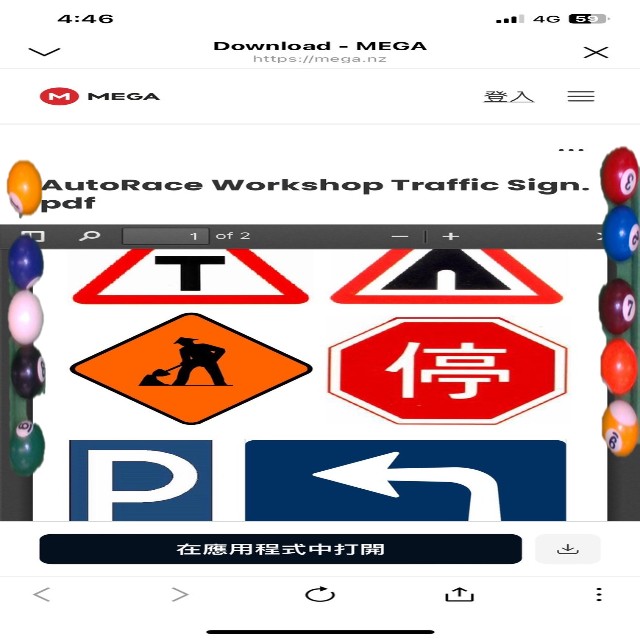 4:46
4G 59
Download - MEGA
https://mega.nz
M MEGA
登入
AutoRace Workshop Traffic Sign.
pdf
1 of 2
T
停
P
在應用程式中打開